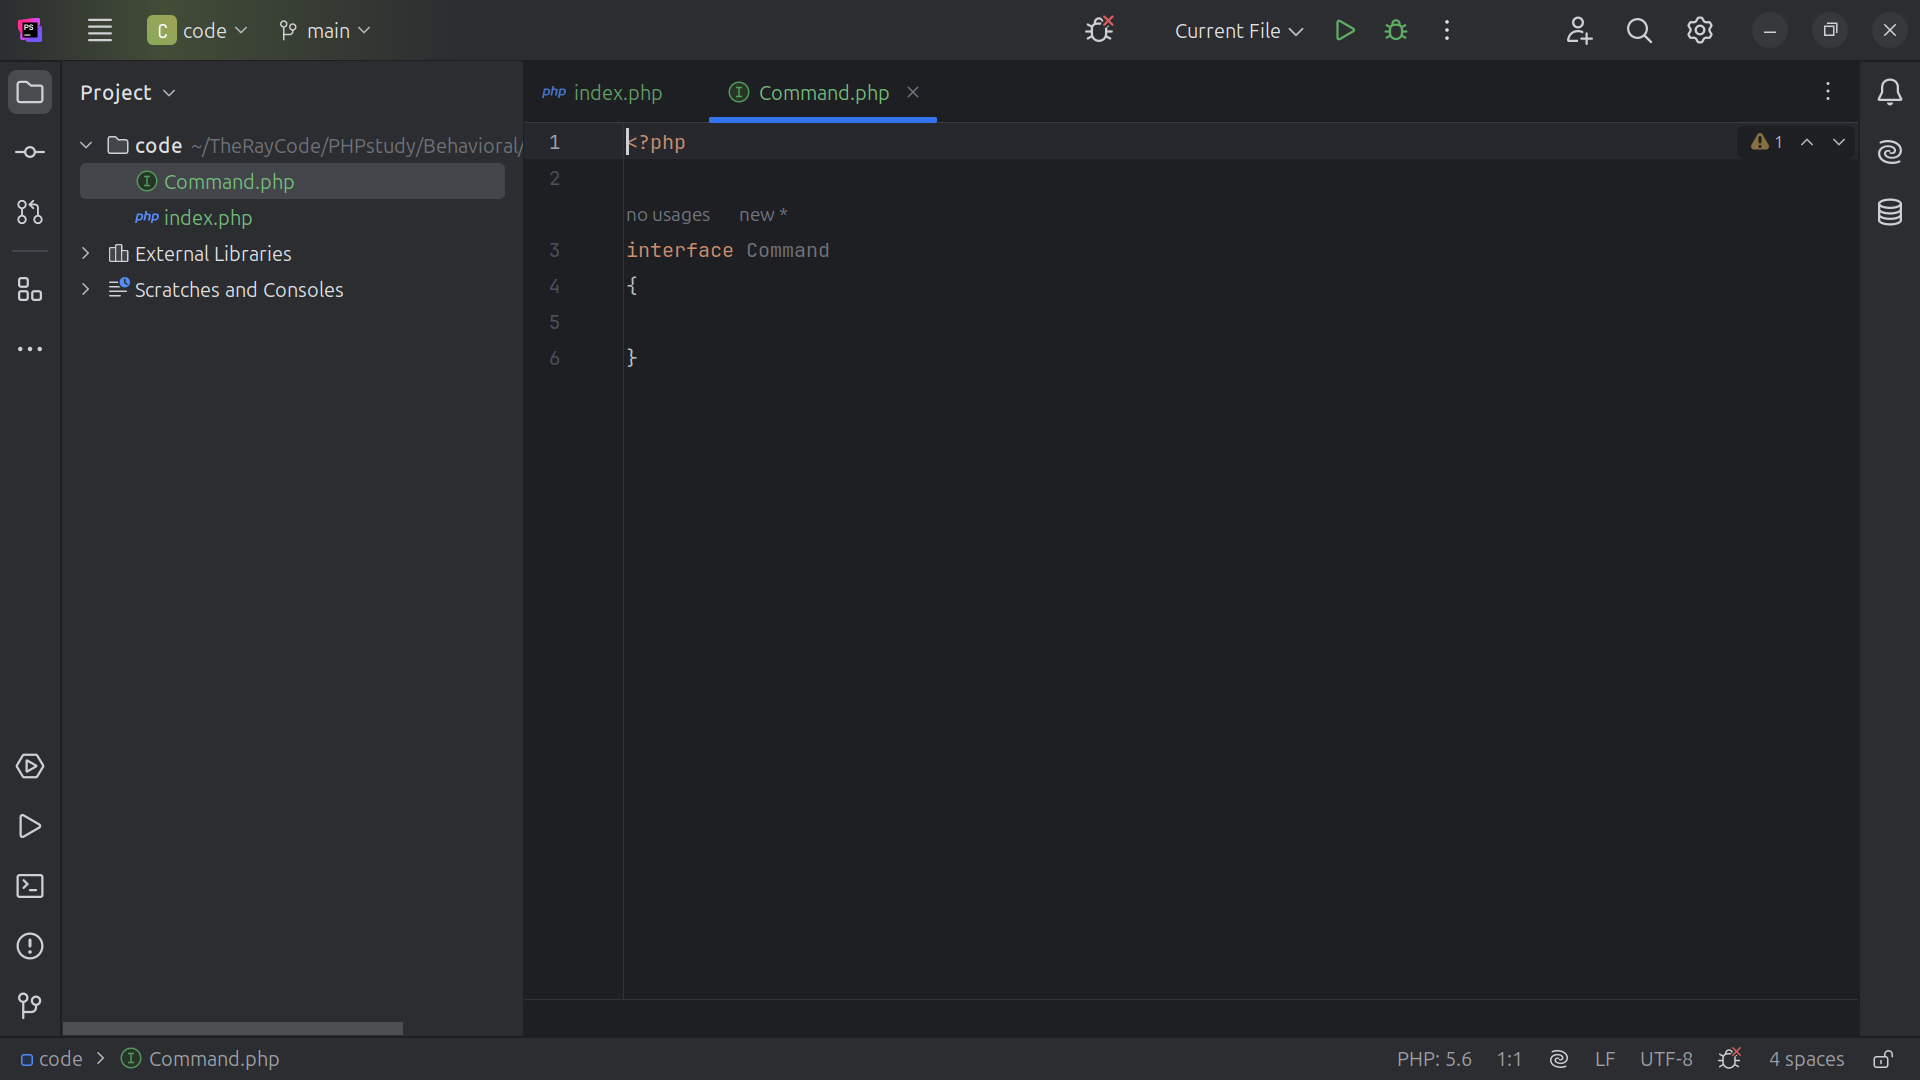 PS
C code main Current File
Project
php index.php Command.php
code ~/TheRayCode/PHPstudy/Behavioral/
Command.php
php index.php
External Libraries
Scratches and Consoles
1 <?php
1
2
no usages new *
3 interface Command
4 {
5
6 }
code > Command.php PHP: 5.6 1:1 LF UTF-8 4 spaces